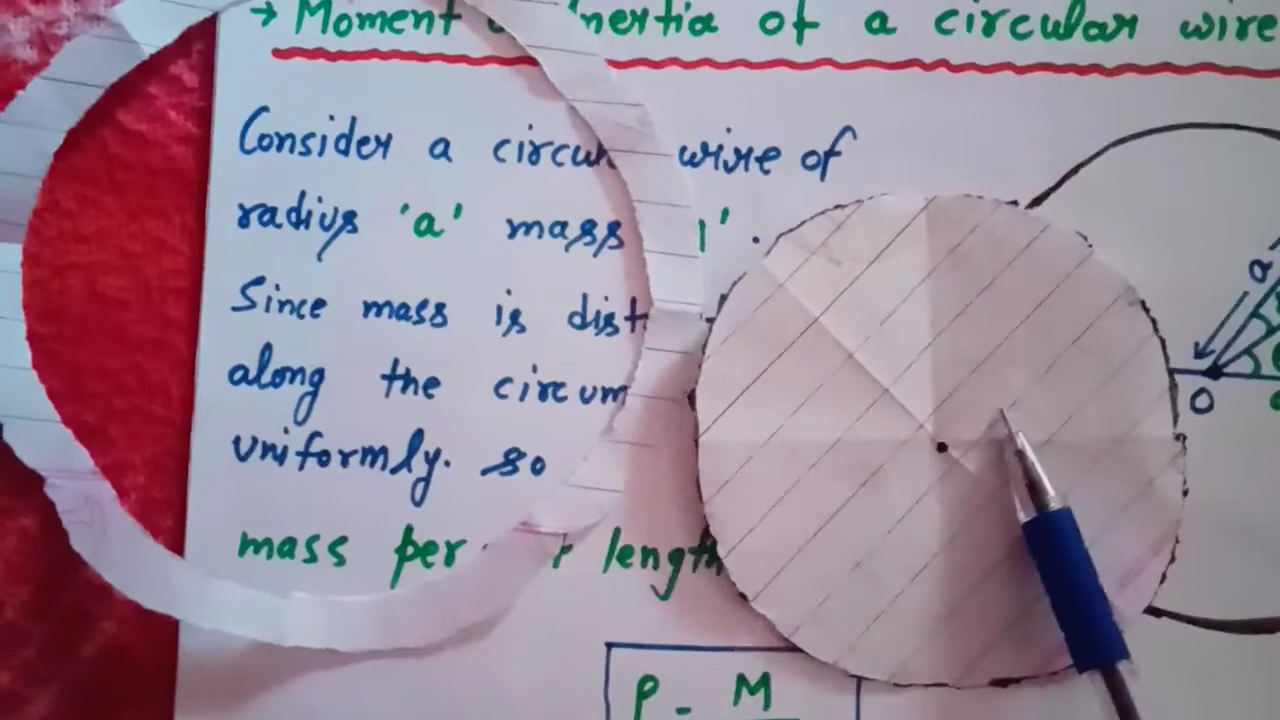 → Moment inertia of a circular wire
Consider a circu wire of
radius 'a' mass '.
Since mass is dist
along the circum
uniformly. so
mass per length
ρ = M
a
O